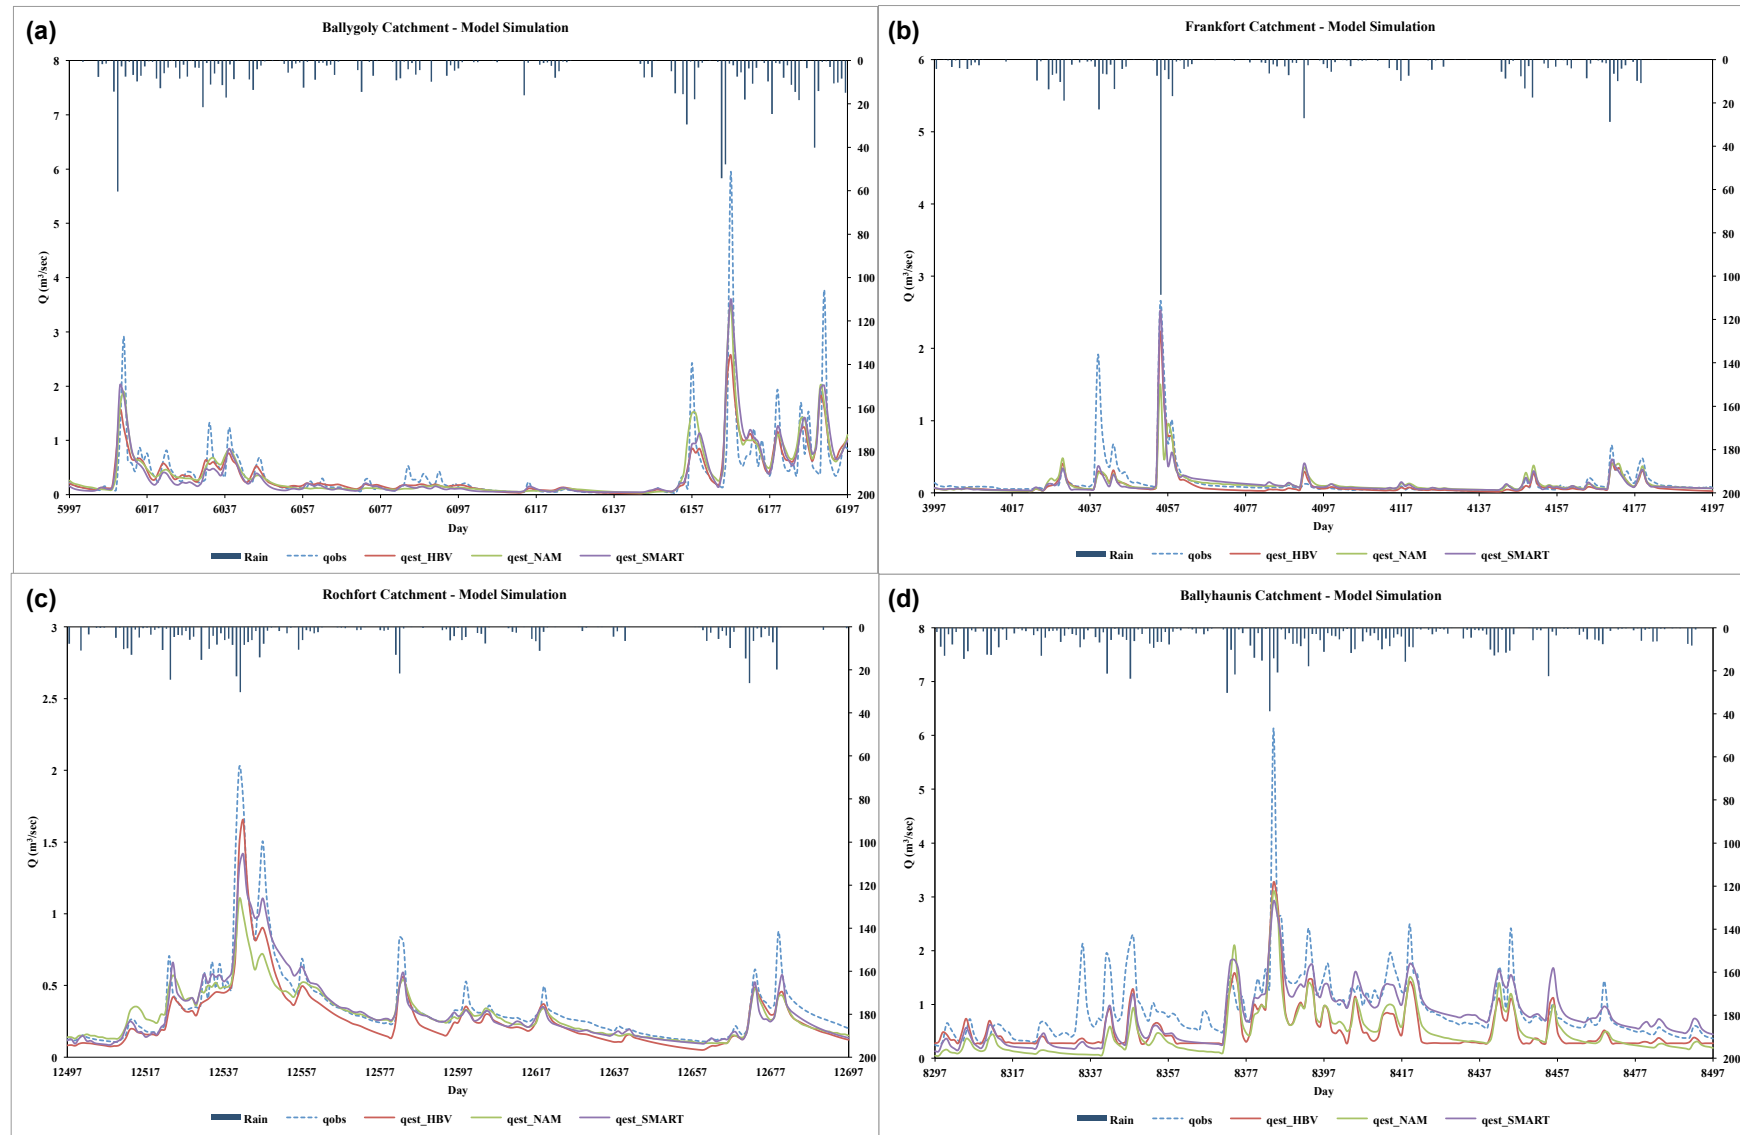 (a)
Ballygoly Catchment - Model Simulation
8 7 6 5 4 3 2 1 0
Q (m³/sec)
0 20 40 60 80 100 120 140 160 180 200
5997 6017 6037 6057 6077 6097 6117 6137 6157 6177 6197
Day
Rain qobs qest_HBV qest_NAM qest_SMART
(b)
Frankfort Catchment - Model Simulation
6 5 4 3 2 1 0
Q (m³/sec)
0 20 40 60 80 100 120 140 160 180 200
3997 4017 4037 4057 4077 4097 4117 4137 4157 4177 4197
Day
Rain qobs qest_HBV qest_NAM qest_SMART
(c)
Rochfort Catchment - Model Simulation
3 2.5 2 1.5 1 0.5 0
Q (m³/sec)
0 20 40 60 80 100 120 140 160 180 200
12497 12517 12537 12557 12577 12597 12617 12637 12657 12677 12697
Day
Rain qobs qest_HBV qest_NAM qest_SMART
(d)
Ballyhaunis Catchment - Model Simulation
8 7 6 5 4 3 2 1 0
Q (m³/sec)
0 20 40 60 80 100 120 140 160 180 200
8297 8317 8337 8357 8377 8397 8417 8437 8457 8477 8497
Day
Rain qobs qest_HBV qest_NAM qest_SMART